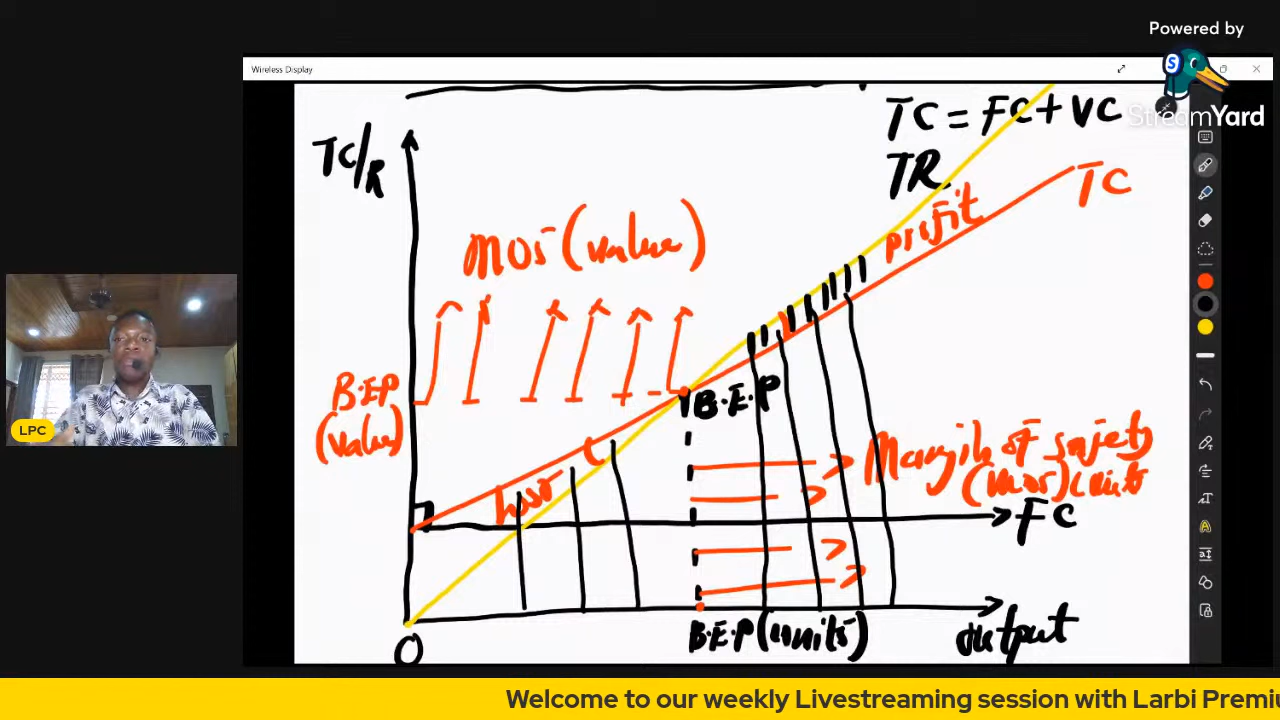 Powered by
StreamYard
Wireless Display
TC = FC + VC
TR
TC/R
TC
profit
MOS (value)
B.E.P
(value)
B.E.P
Margin of safety
(mos) units
loss
FC
B.E.P (units)
output
O
LPC
Welcome to our weekly Livestreaming session with Larbi Premiu